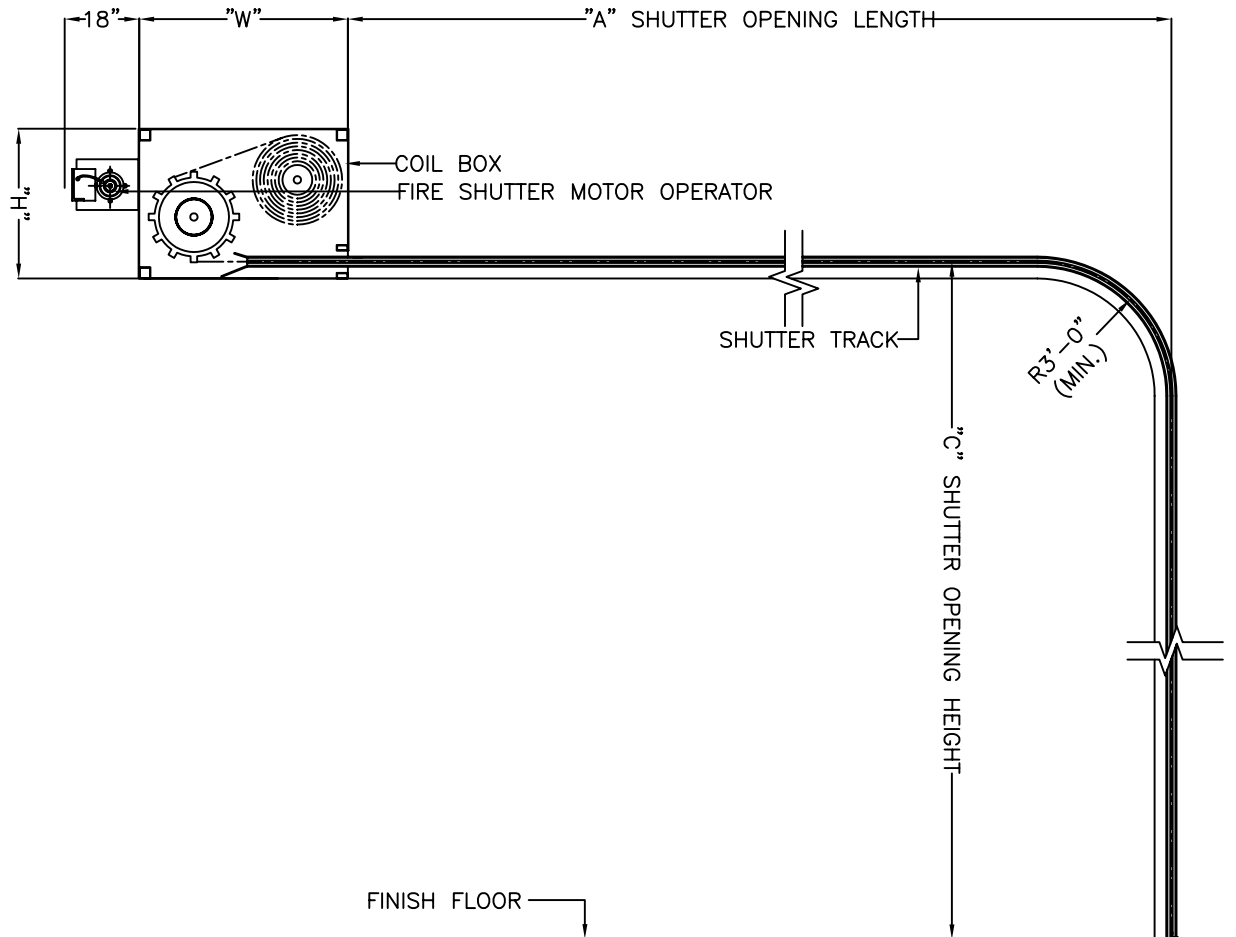 18”
”W”
”A” SHUTTER OPENING LENGTH
”H”
COIL BOX
FIRE SHUTTER MOTOR OPERATOR
SHUTTER TRACK
R3’-0”
(MIN.)
”C” SHUTTER OPENING HEIGHT
FINISH FLOOR